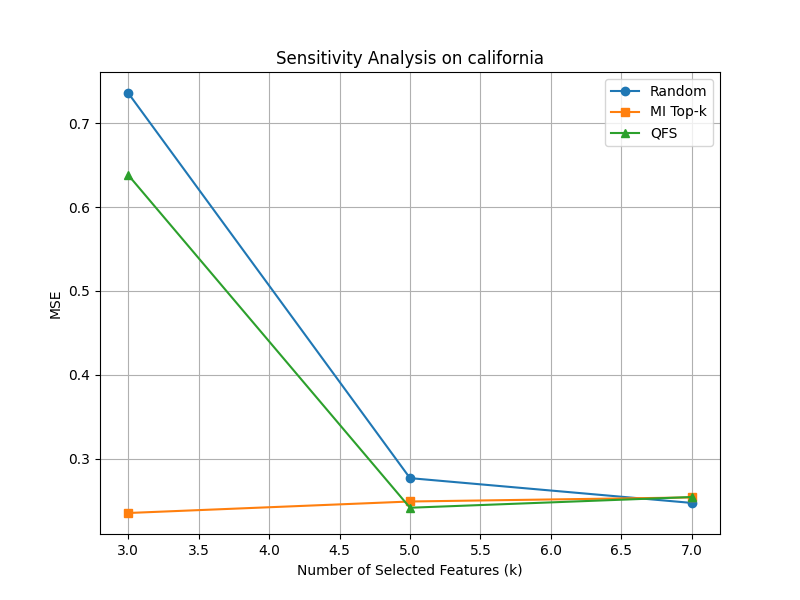 Sensitivity Analysis on california
Random
MI Top-k
QFS
0.7
0.6
0.5
0.4
0.3
MSE
3.0 3.5 4.0 4.5 5.0 5.5 6.0 6.5 7.0
Number of Selected Features (k)